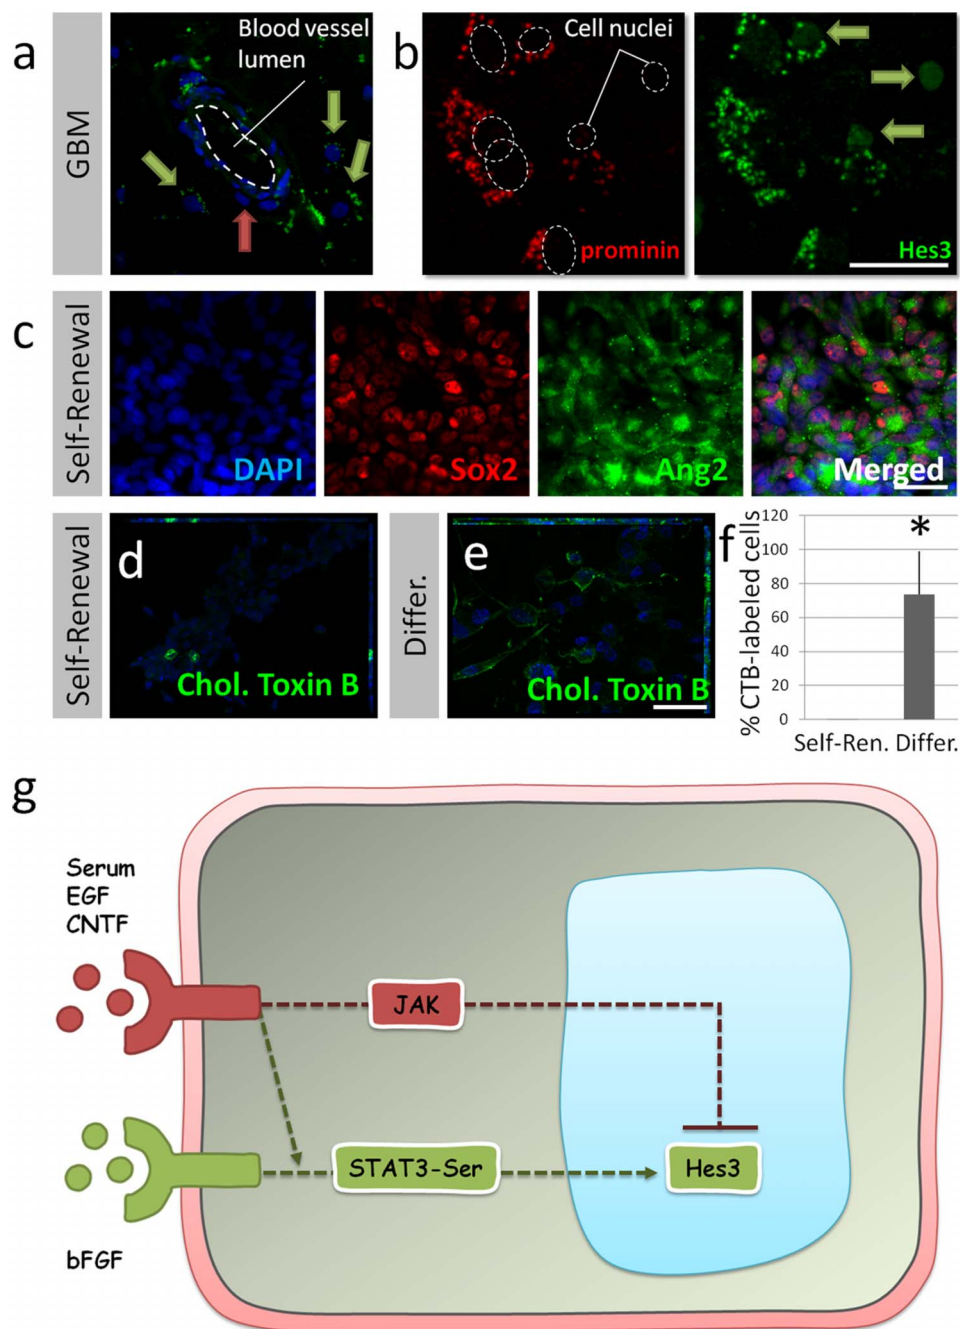 a
GBM
Blood vessel
lumen
b
Cell nuclei
prominin
Hes3
c
Self-Renewal
DAPI
Sox2
Ang2
Merged
Self-Renewal
d
Chol. Toxin B
Differ.
e
Chol. Toxin B
f
% CTB-labeled cells
120
100
80
60
40
20
0
*
Self-Ren. Differ.
g
Serum
EGF
CNTF
JAK
STAT3-Ser
Hes3
bFGF